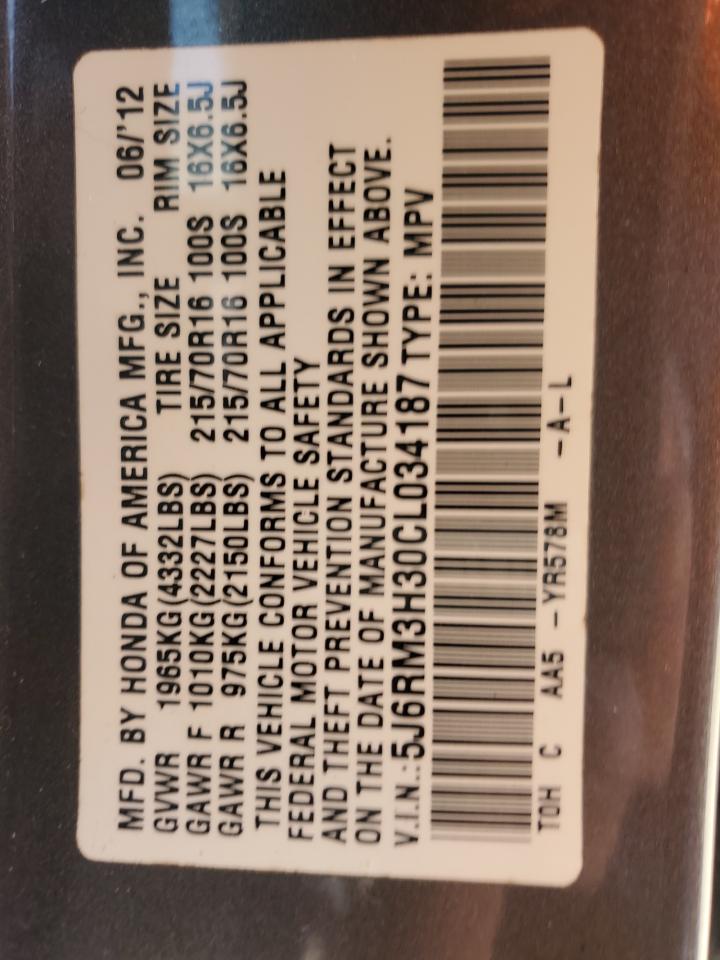 MFD. BY HONDA OF AMERICA MFG., INC. 06/'12
GVWR 1965KG(4332LBS) TIRE SIZE RIM SIZE
GAWR F 1010KG(2227LBS) 215/70R16 100S 16X6.5J
GAWR R 975KG(2150LBS) 215/70R16 100S 16X6.5J
THIS VEHICLE CONFORMS TO ALL APPLICABLE
FEDERAL MOTOR VEHICLE SAFETY
AND THEFT PREVENTION STANDARDS IN EFFECT
ON THE DATE OF MANUFACTURE SHOWN ABOVE.
V.I.N.:5J6RM3H30CL034187 TYPE: MPV
T0H C AA5 -YR578M -A-L